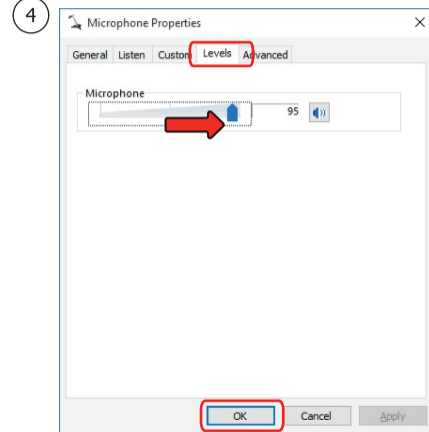 4
Microphone Properties
General Listen Custom Levels Advanced
Microphone
95
OK Cancel Apply